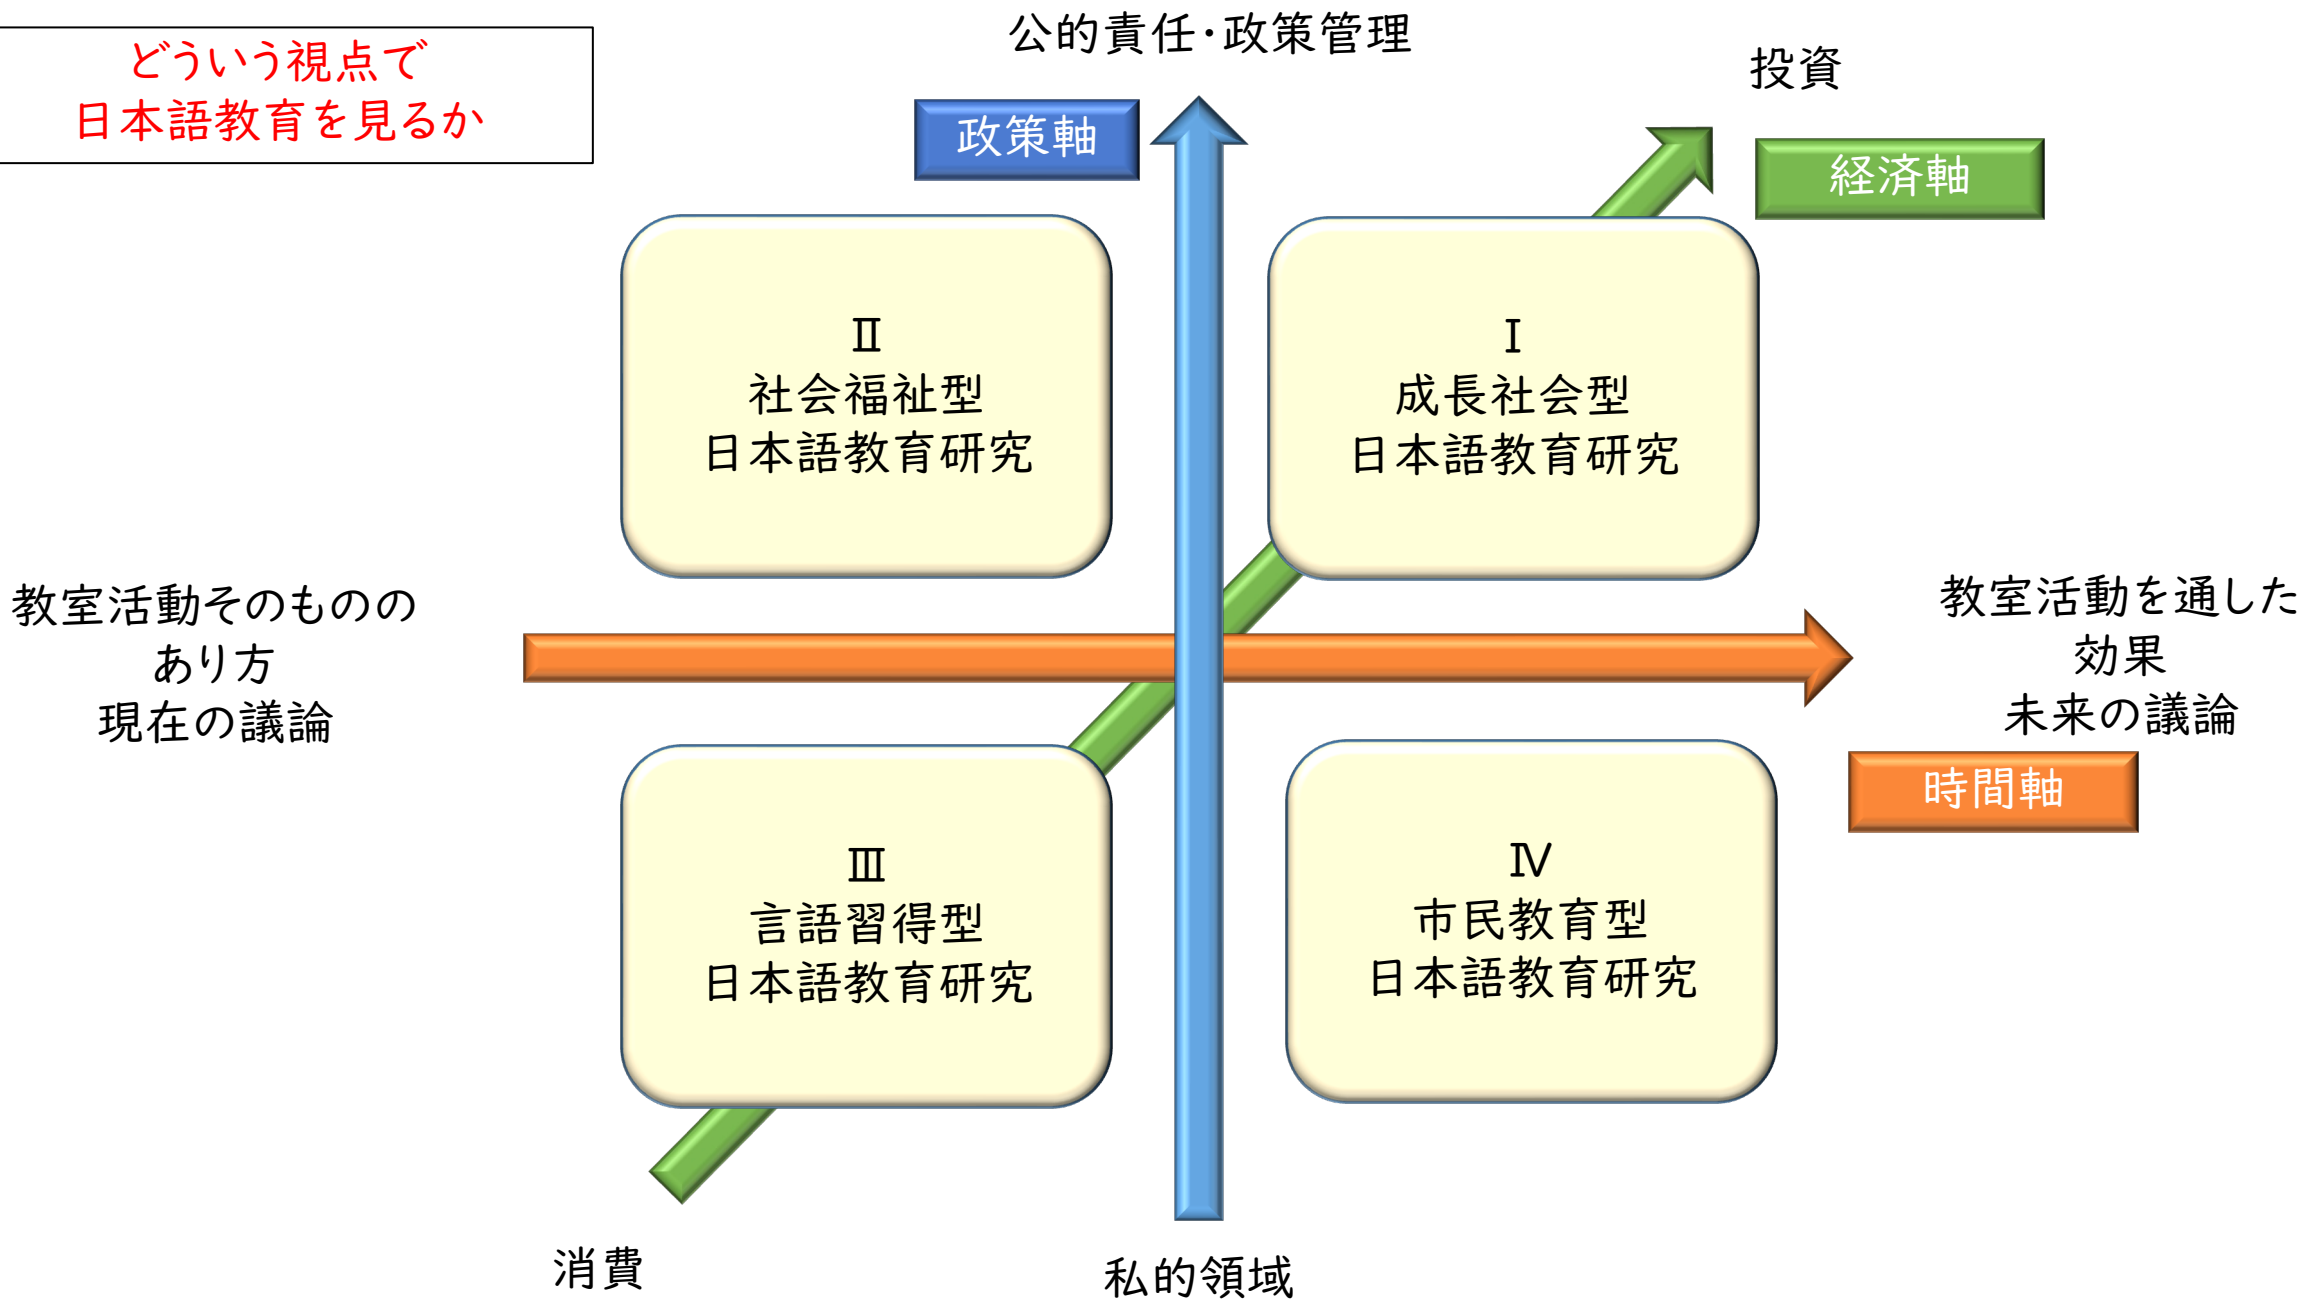 どういう視点で
日本語教育を見るか
公的責任・政策管理
投資
政策軸
経済軸
Ⅱ
社会福祉型
日本語教育研究
Ⅰ
成長社会型
日本語教育研究
教室活動そのものの
あり方
現在の議論
教室活動を通した
効果
未来の議論
時間軸
Ⅲ
言語習得型
日本語教育研究
Ⅳ
市民教育型
日本語教育研究
消費
私的領域